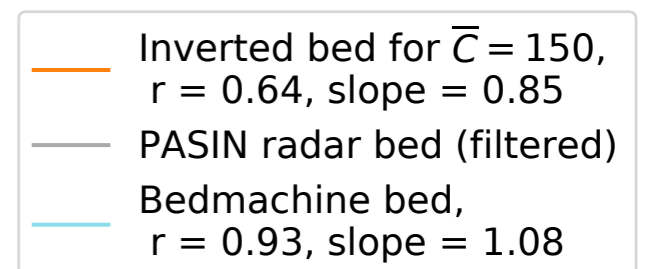 Inverted bed for C̅ = 150,
r = 0.64, slope = 0.85
PASIN radar bed (filtered)
Bedmachine bed,
r = 0.93, slope = 1.08